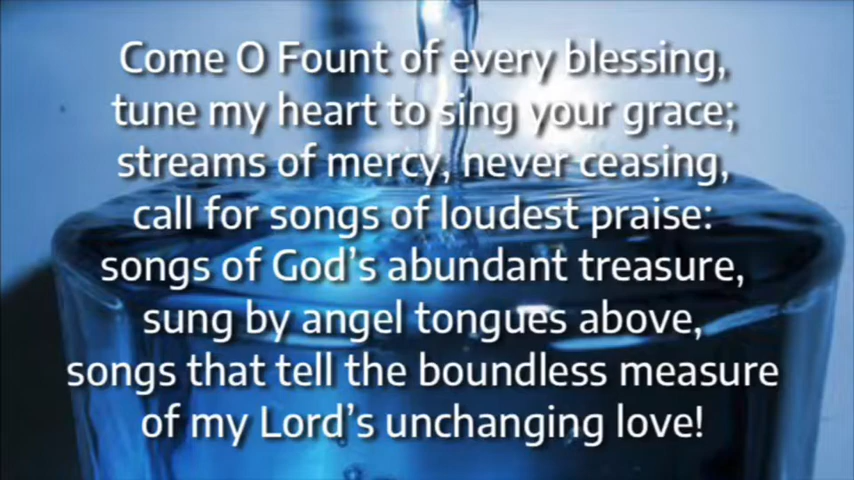 Come O Fount of every blessing,
tune my heart to sing your grace;
streams of mercy, never ceasing,
call for songs of loudest praise:
songs of God’s abundant treasure,
sung by angel tongues above,
songs that tell the boundless measure
of my Lord’s unchanging love!